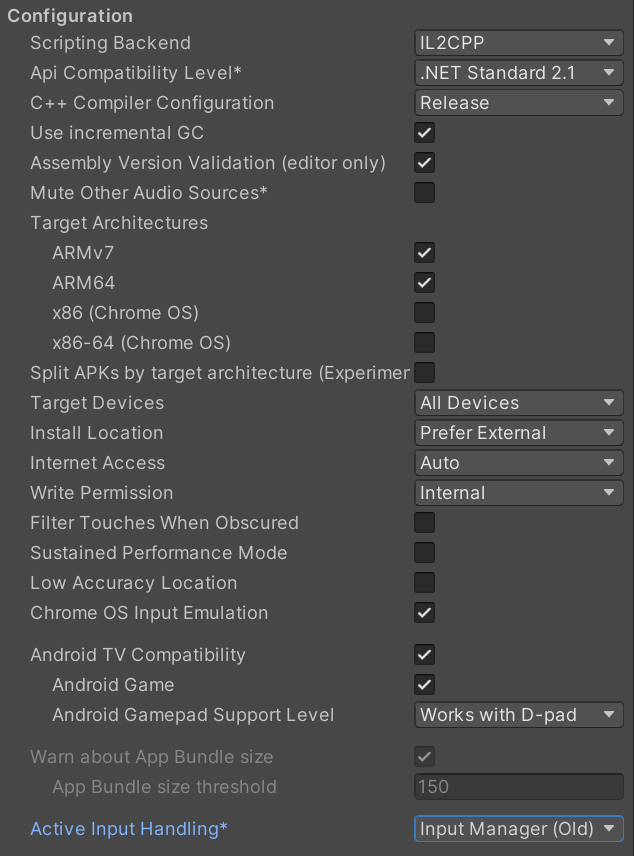 Configuration
Scripting Backend IL2CPP
Api Compatibility Level* .NET Standard 2.1
C++ Compiler Configuration Release
Use incremental GC
Assembly Version Validation (editor only)
Mute Other Audio Sources*
Target Architectures
ARMv7
ARM64
x86 (Chrome OS)
x86-64 (Chrome OS)
Split APKs by target architecture (Experimer
Target Devices All Devices
Install Location Prefer External
Internet Access Auto
Write Permission Internal
Filter Touches When Obscured
Sustained Performance Mode
Low Accuracy Location
Chrome OS Input Emulation
Android TV Compatibility
Android Game
Android Gamepad Support Level Works with D-pad
Warn about App Bundle size
App Bundle size threshold 150
Active Input Handling* Input Manager (Old)